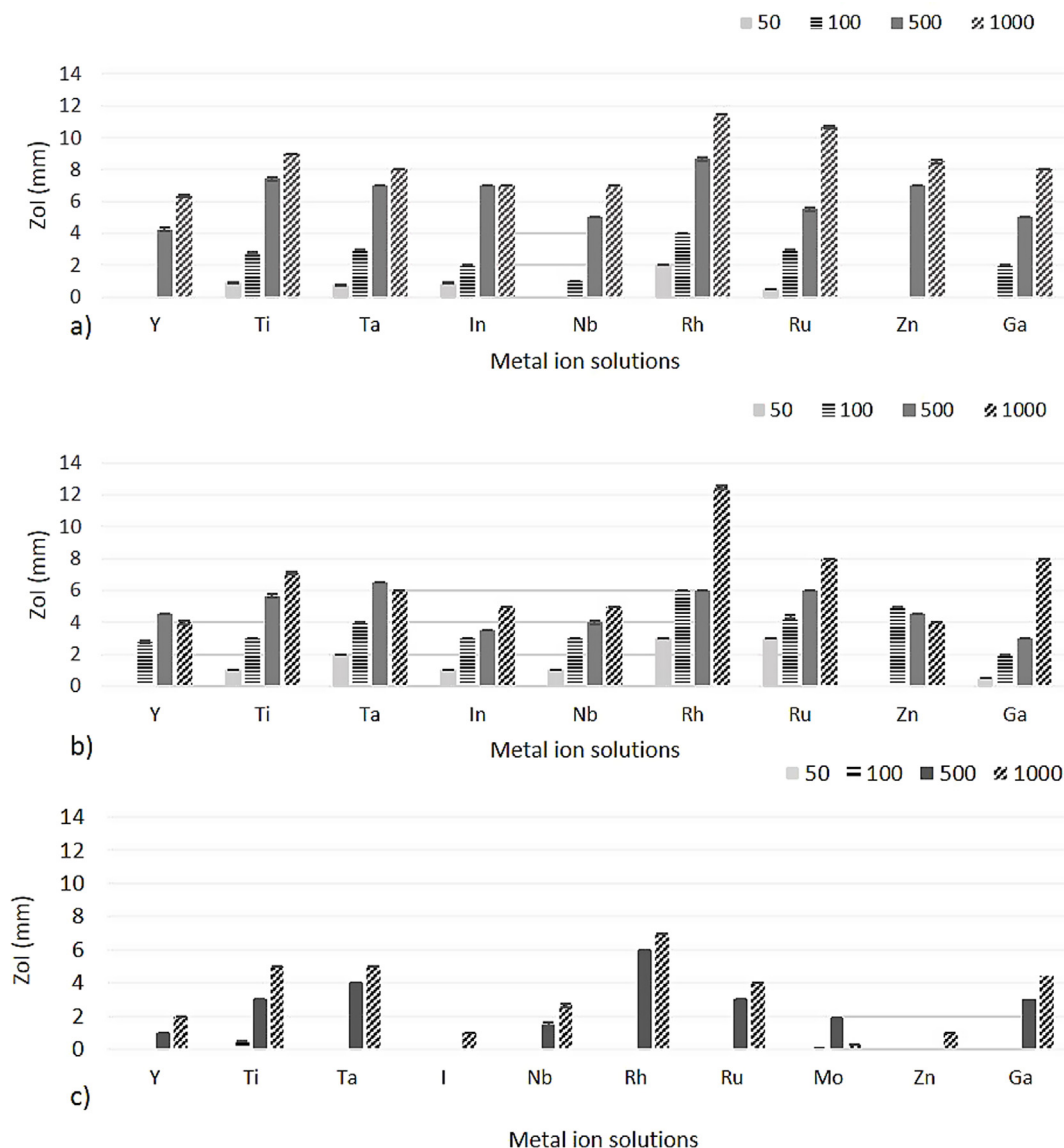 50 100 500 1000
14
12
10
8
6
4
2
0
ZoI (mm)
a)
Y Ti Ta In Nb Rh Ru Zn Ga
Metal ion solutions
50 100 500 1000
14
12
10
8
6
4
2
0
ZoI (mm)
b)
Y Ti Ta In Nb Rh Ru Zn Ga
Metal ion solutions
50 100 500 1000
14
12
10
8
6
4
2
0
ZoI (mm)
c)
Y Ti Ta I Nb Rh Ru Mo Zn Ga
Metal ion solutions